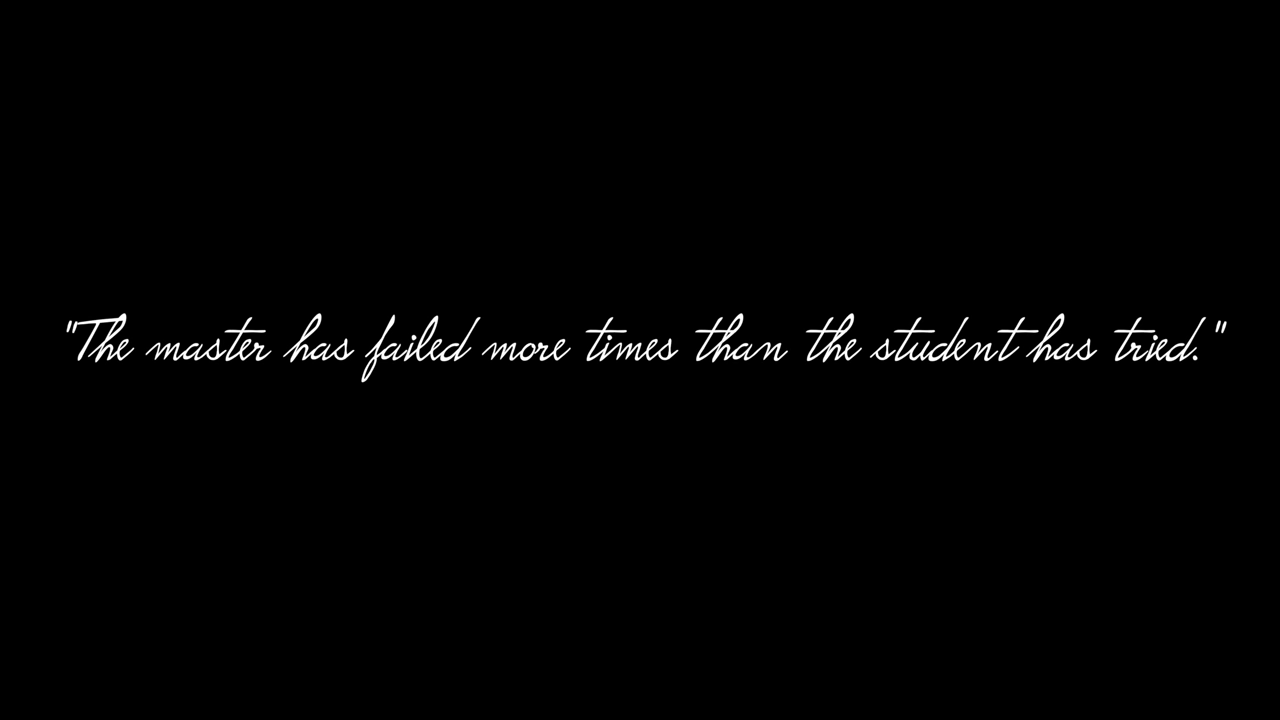 "The master has failed more times than the student has tried."